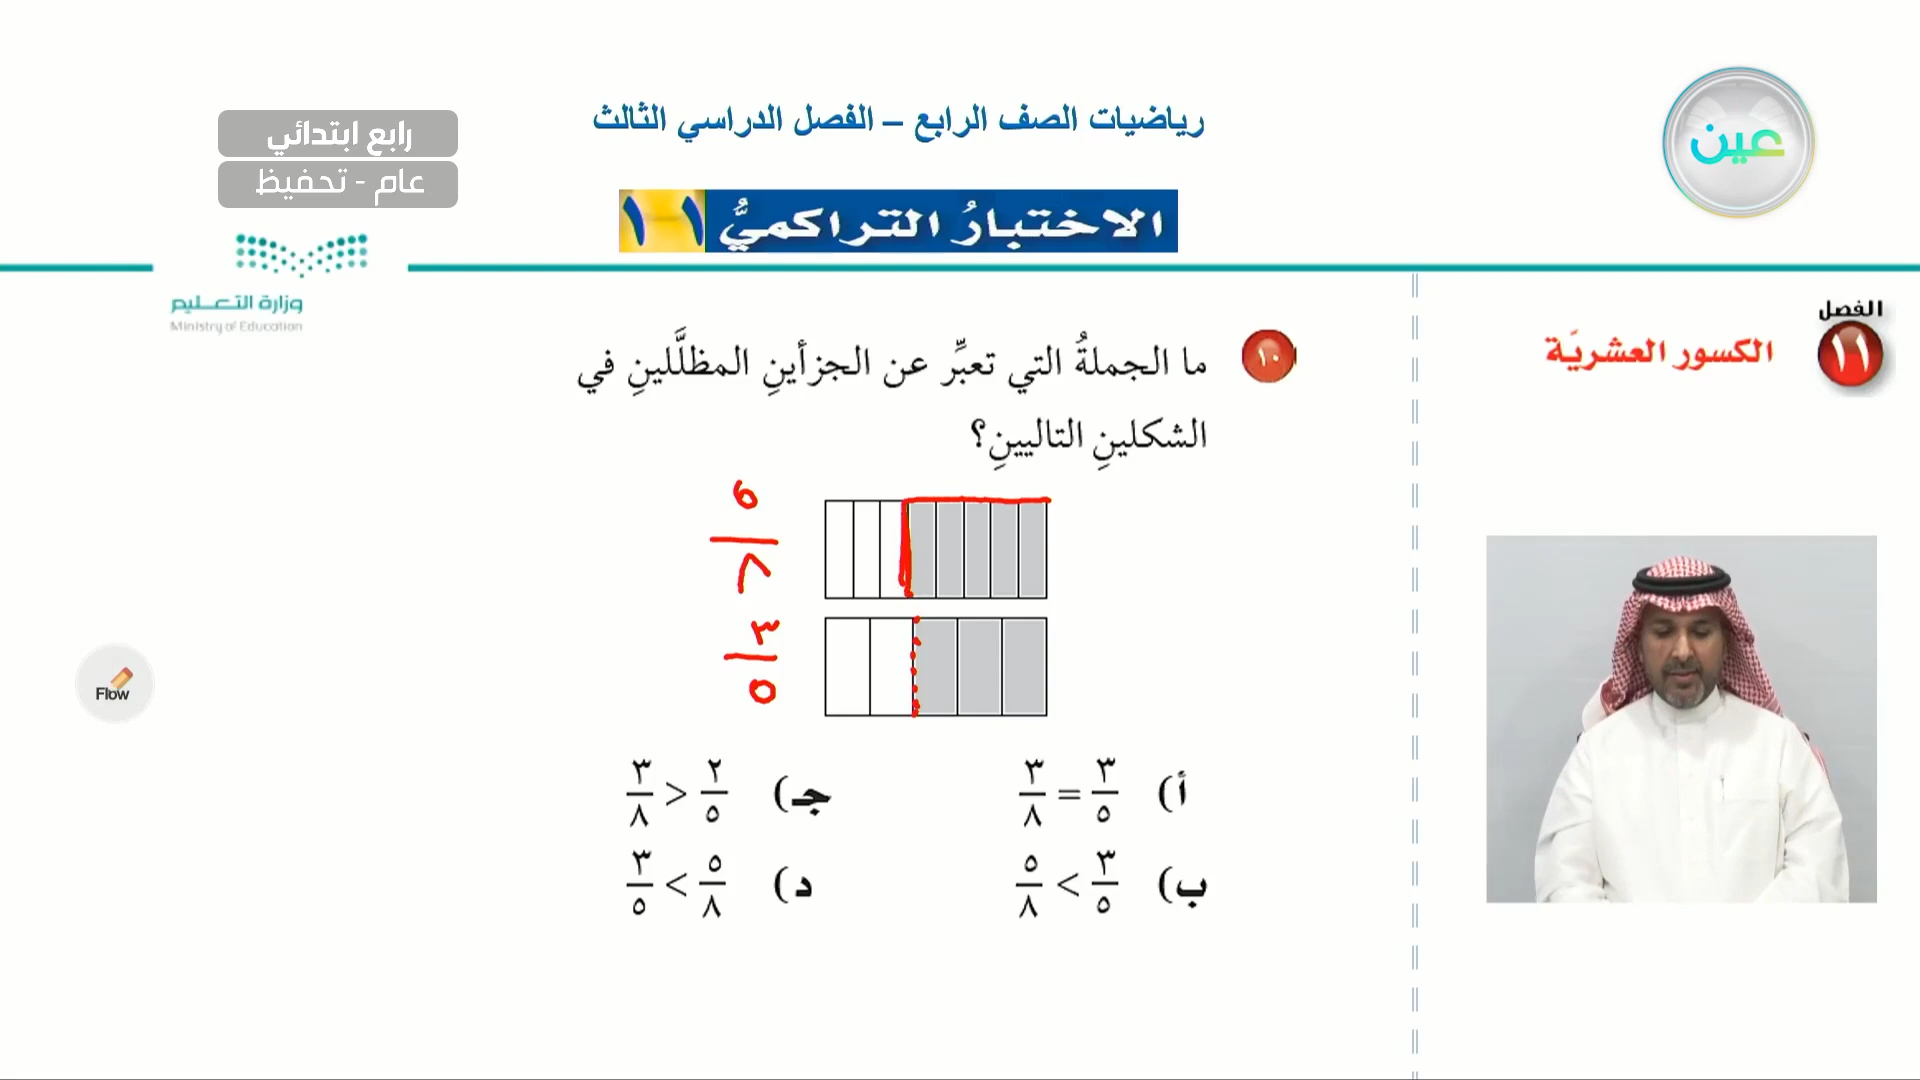 رياضيات الصف الرابع – الفصل الدراسي الثالث
عين
رابع ابتدائي
عام - تحفيظ
الاختبارُ التراكميُّ ١١
وزارة التعليم
Ministry of Education
الفصل
١١
الكسور العشريّة
١٠ ما الجملةُ التي تعبِّر عن الجزأينِ المظلَّلينِ في
الشكلينِ التاليينِ؟
٥
٨
٣
٥
Flow
أ) ٣/٥ = ٣/٨
جـ) ٢/٥ > ٣/٨
ب) ٣/٥ < ٥/٨
د) ٥/٨ < ٣/٥